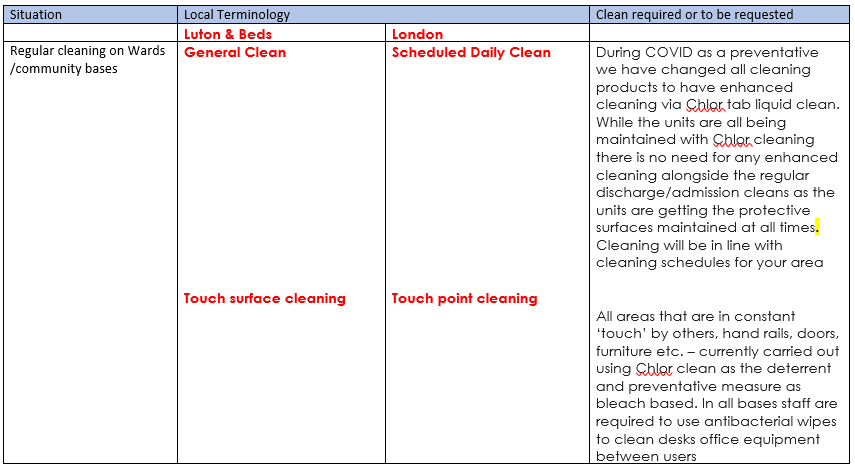 Situation
Local Terminology
Clean required or to be requested
Luton & Beds
London
Regular cleaning on Wards
/community bases
General Clean
Scheduled Daily Clean
During COVID as a preventative
we have changed all cleaning
products to have enhanced
cleaning via Chlor tab liquid clean.
While the units are all being
maintained with Chlor cleaning
there is no need for any enhanced
cleaning alongside the regular
discharge/admission cleans as the
units are getting the protective
surfaces maintained at all times.
Cleaning will be in line with
cleaning schedules for your area
Touch surface cleaning
Touch point cleaning
All areas that are in constant
‘touch’ by others, hand rails, doors,
furniture etc. – currently carried out
using Chlor clean as the deterrent
and preventative measure as
bleach based. In all bases staff are
required to use antibacterial wipes
to clean desks office equipment
between users